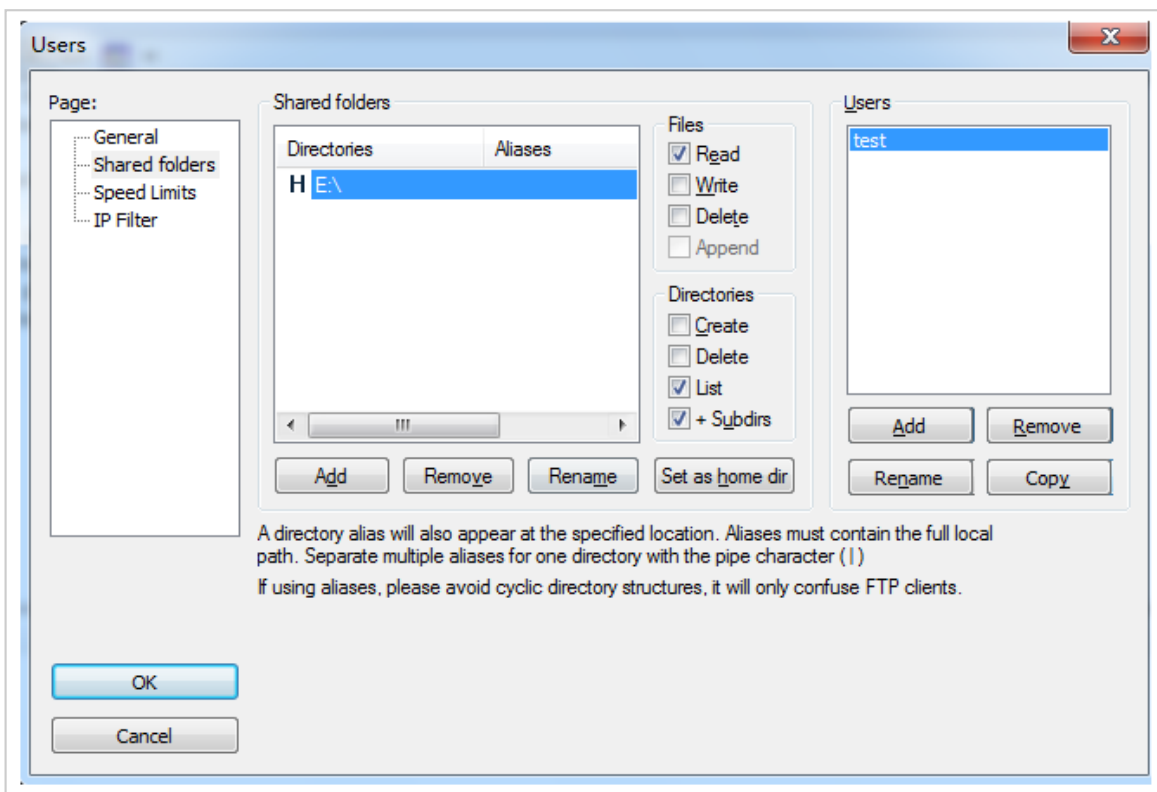 Users
Page:
General
Shared folders
Speed Limits
IP Filter
Shared folders
Directories Aliases
H E:\
Files
Read
Write
Delete
Append
Directories
Create
Delete
List
+ Subdirs
Add Remove Rename Set as home dir
Users
test
Add Remove
Rename Copy
A directory alias will also appear at the specified location. Aliases must contain the full local
path. Separate multiple aliases for one directory with the pipe character (|)
If using aliases, please avoid cyclic directory structures, it will only confuse FTP clients.
OK
Cancel